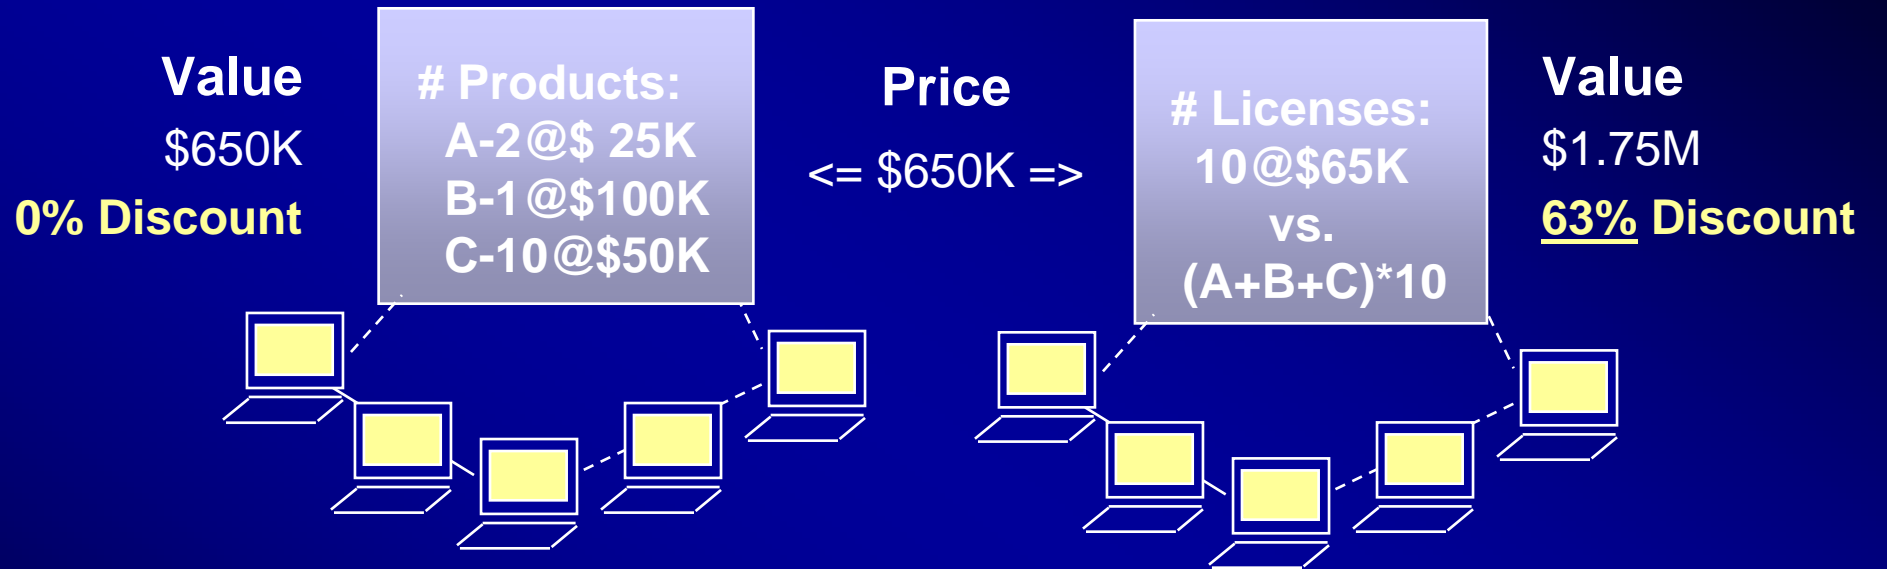 Value
$650K
0% Discount
# Products:
A-2@$ 25K
B-1@$100K
C-10@$50K
Price
<= $650K =>
# Licenses:
10@$65K
vs.
(A+B+C)*10
Value
$1.75M
63% Discount